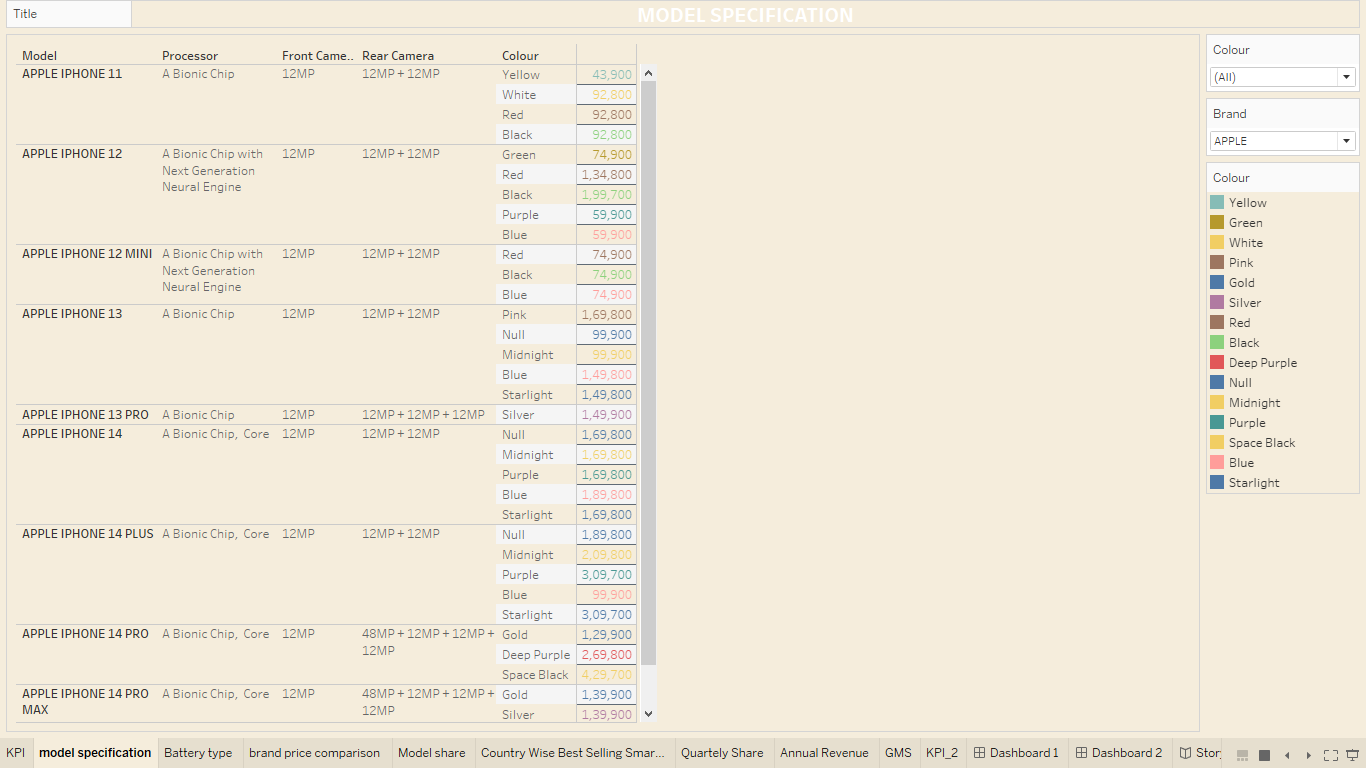 Title
MODEL SPECIFICATION
Model Processor Front Came.. Rear Camera Colour
APPLE IPHONE 11 A Bionic Chip 12MP 12MP + 12MP Yellow 43,900
White 92,800
Red 92,800
Black 92,800
APPLE IPHONE 12 A Bionic Chip with 12MP 12MP + 12MP Green 74,900
Next Generation Red 1,34,800
Neural Engine Black 1,99,700
Purple 59,900
Blue 59,900
APPLE IPHONE 12 MINI A Bionic Chip with 12MP 12MP + 12MP Red 74,900
Next Generation Black 74,900
Neural Engine Blue 74,900
APPLE IPHONE 13 A Bionic Chip 12MP 12MP + 12MP Pink 1,69,800
Null 99,900
Midnight 99,900
Blue 1,49,800
Starlight 1,49,800
APPLE IPHONE 13 PRO A Bionic Chip 12MP 12MP + 12MP + 12MP Silver 1,49,900
APPLE IPHONE 14 A Bionic Chip, Core 12MP 12MP + 12MP Null 1,69,800
Midnight 1,69,800
Purple 1,69,800
Blue 1,89,800
Starlight 1,69,800
APPLE IPHONE 14 PLUS A Bionic Chip, Core 12MP 12MP + 12MP Null 1,89,800
Midnight 2,09,800
Purple 3,09,700
Blue 99,900
Starlight 3,09,700
APPLE IPHONE 14 PRO A Bionic Chip, Core 12MP 48MP + 12MP + 12MP + Gold 1,29,900
12MP Deep Purple 2,69,800
Space Black 4,29,700
APPLE IPHONE 14 PRO A Bionic Chip, Core 12MP 48MP + 12MP + 12MP + Gold 1,39,900
MAX 12MP Silver 1,39,900
Colour
(All)
Brand
APPLE
Colour
Yellow
Green
White
Pink
Gold
Silver
Red
Black
Deep Purple
Null
Midnight
Purple
Space Black
Blue
Starlight
KPI model specification Battery type brand price comparison Model share Country Wise Best Selling Smar... Quartely Share Annual Revenue GMS KPI_2 Dashboard 1 Dashboard 2 Stor